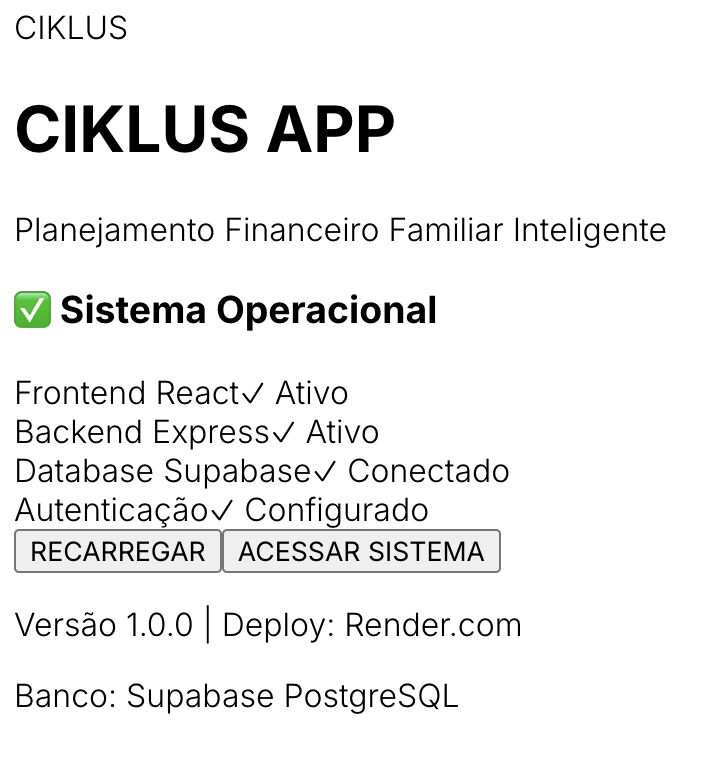 CIKLUS
CIKLUS APP
Planejamento Financeiro Familiar Inteligente
✅ Sistema Operacional
Frontend React✓ Ativo
Backend Express✓ Ativo
Database Supabase✓ Conectado
Autenticação✓ Configurado
RECARREGAR ACESSAR SISTEMA
Versão 1.0.0 | Deploy: Render.com
Banco: Supabase PostgreSQL